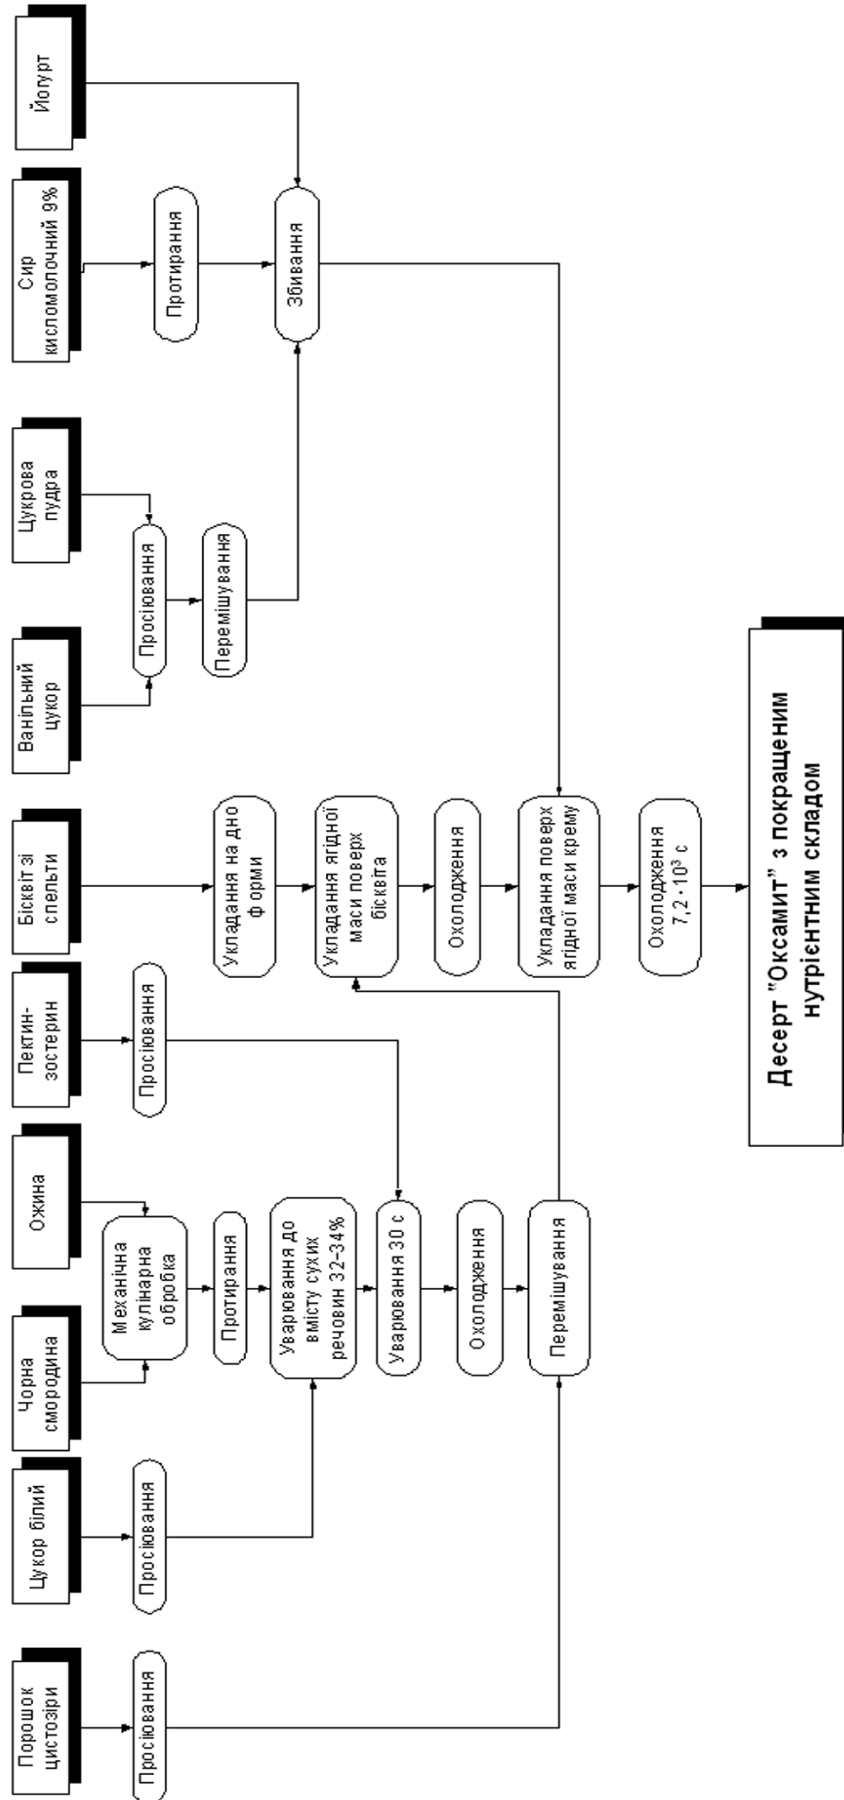 Порошок
цистозіри
Цукор білий
Чорна
смородина
Ожина
Пектин-
зостерин
Бісквіт зі
спельти
Ванільний
цукор
Цукрова
пудра
Сир
кисломолочний 9%
Йогурт
Просіювання
Просіювання
Механічна
кулінарна
обробка
Просіювання
Просіювання
Протирання
Протирання
Укладання на дно
форми
Перемішування
Уварювання до
вмісту сухих
речовин 32-34%
Укладання ягідної
маси поверх
бісквіта
Збивання
Уварювання 30 с
Охолодження
Охолодження
Перемішування
Укладання поверх
ягідної маси крему
Охолодження
7,2·10³ с
Десерт "Оксамит" з покращеним
нутрієнтним складом